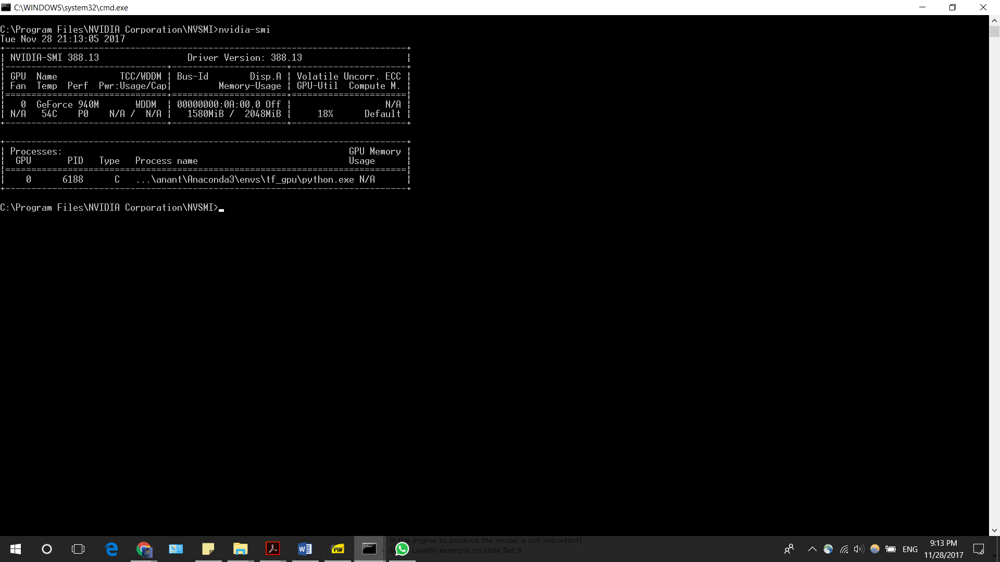 C:\WINDOWS\system32\cmd.exe
C:\Program Files\NVIDIA Corporation\NVSMI>nvidia-smi
Tue Nov 28 21:13:05 2017
+-----------------------------------------------------------------------------+
| NVIDIA-SMI 388.13                 Driver Version: 388.13                    |
|-------------------------------+----------------------+----------------------+
| GPU  Name            TCC/WDDM | Bus-Id        Disp.A | Volatile Uncorr. ECC |
| Fan  Temp  Perf  Pwr:Usage/Cap|         Memory-Usage | GPU-Util  Compute M. |
|===============================+======================+======================|
|   0  GeForce 940M       WDDM  | 00000000:0A:00.0 Off |                  N/A |
| N/A   54C    P0    N/A /  N/A |   1580MiB /  2048MiB |     18%      Default |
+-------------------------------+----------------------+----------------------+
+-----------------------------------------------------------------------------+
| Processes:                                                       GPU Memory |
|  GPU       PID   Type   Process name                             Usage      |
|=============================================================================|
|    0      6188      C   ...\anant\Anaconda3\envs\tf_gpu\python.exe N/A      |
+-----------------------------------------------------------------------------+
C:\Program Files\NVIDIA Corporation\NVSMI>
in the engine to produce the model is not important)
Lavelle example on slide Set 9
PDF
ENG
9:13 PM
11/28/2017